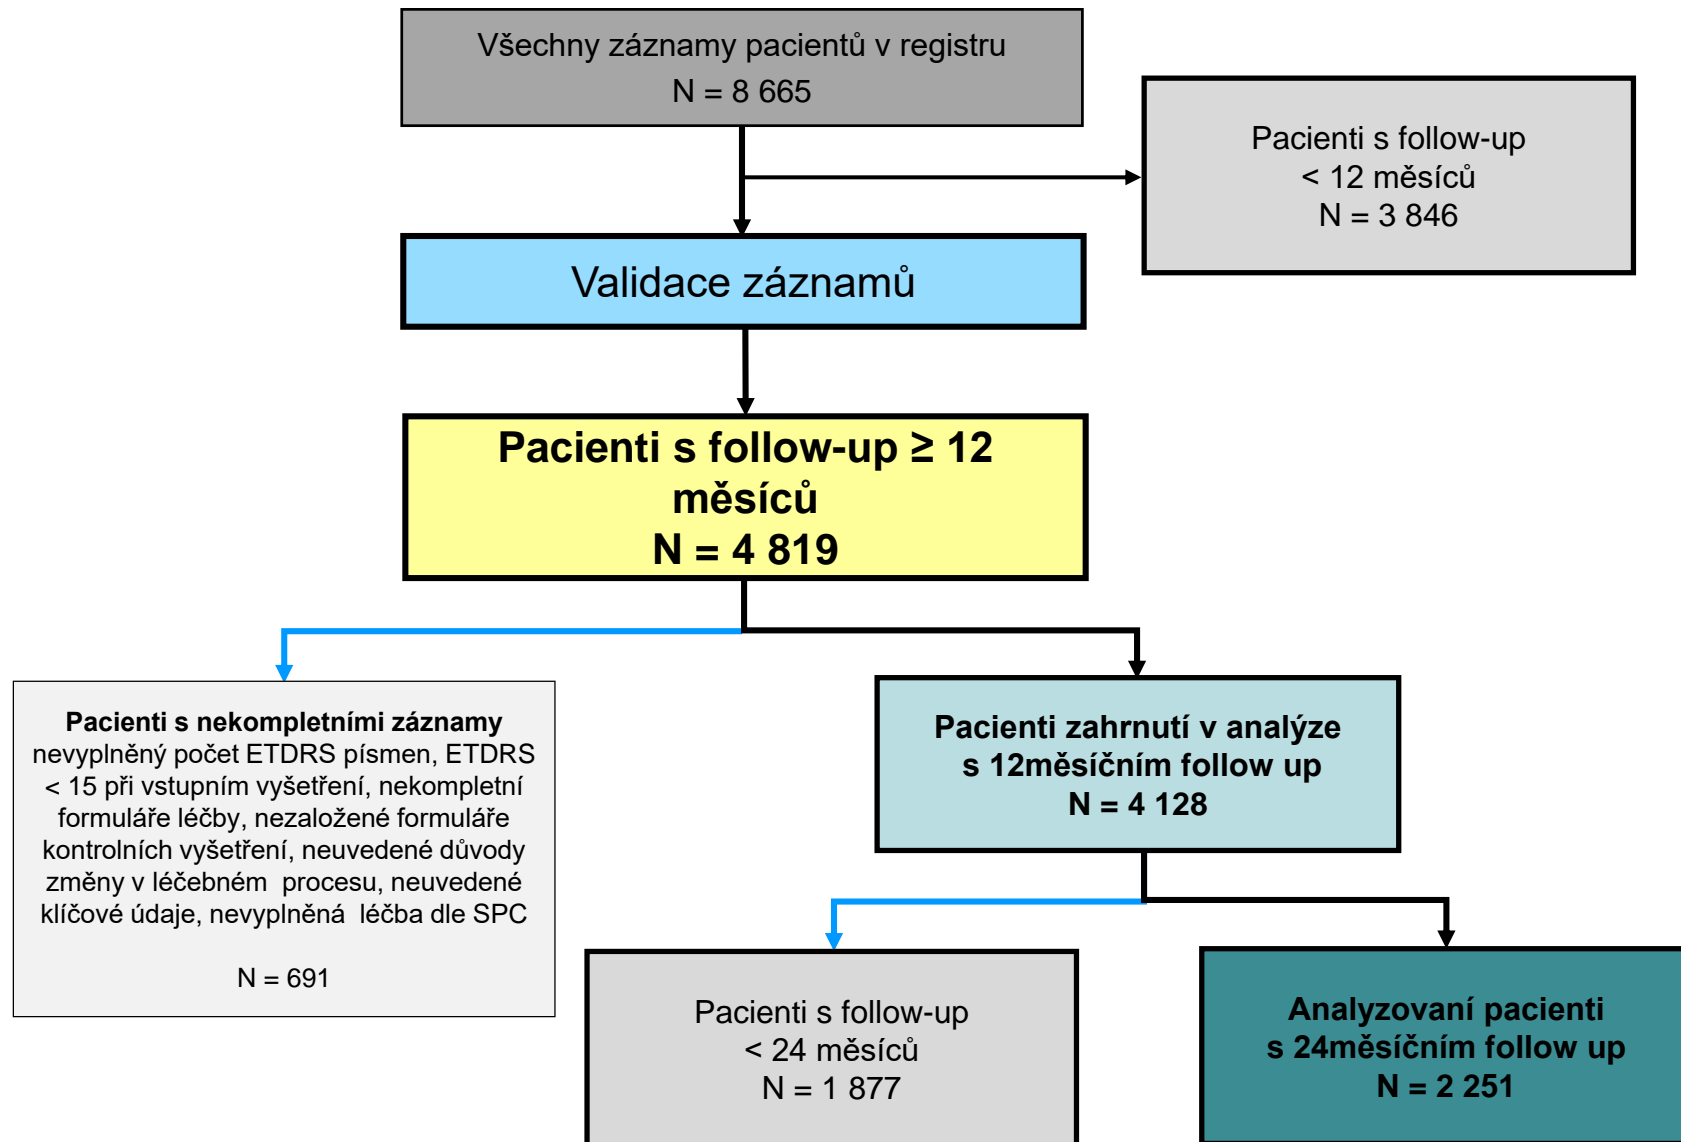 Všechny záznamy pacientů v registru
N = 8 665
Pacienti s follow-up
< 12 měsíců
N = 3 846
Validace záznamů
Pacienti s follow-up ≥ 12
měsíců
N = 4 819
Pacienti s nekompletními záznamy
nevyplněný počet ETDRS písmen, ETDRS
< 15 při vstupním vyšetření, nekompletní
formuláře léčby, nezaložené formuláře
kontrolních vyšetření, neuvedené důvody
změny v léčebném procesu, neuvedené
klíčové údaje, nevyplněná léčba dle SPC
N = 691
Pacienti zahrnutí v analýze
s 12měsíčním follow up
N = 4 128
Pacienti s follow-up
< 24 měsíců
N = 1 877
Analyzovaní pacienti
s 24měsíčním follow up
N = 2 251